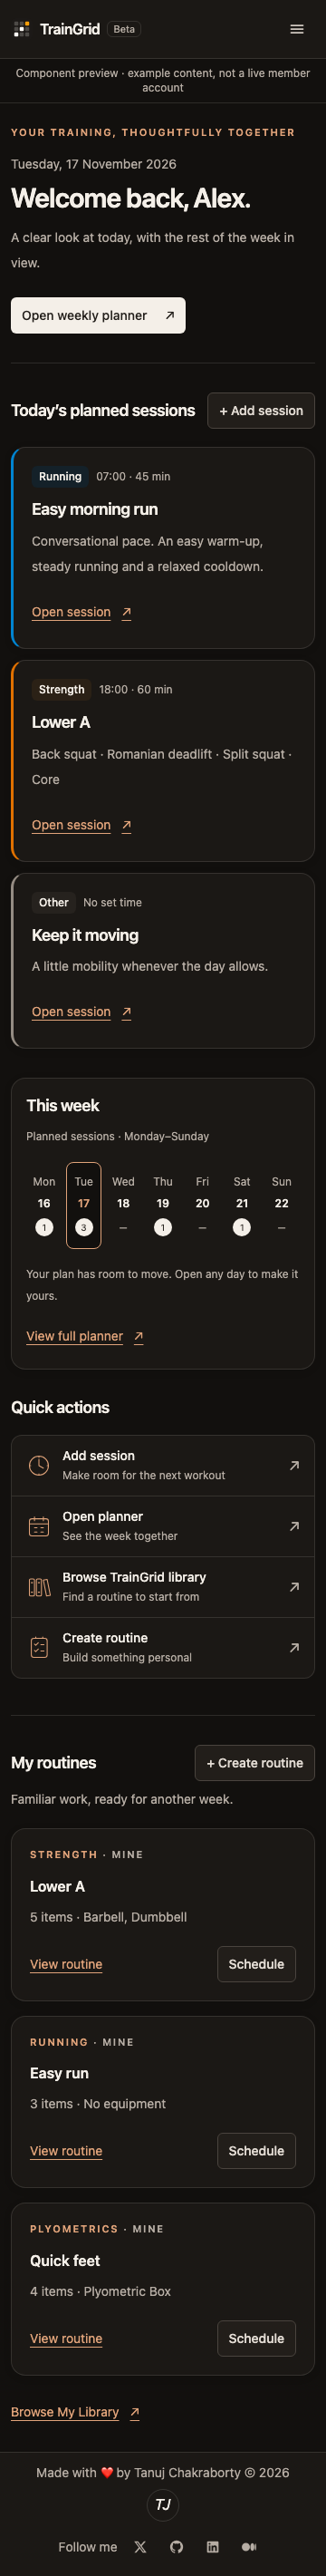 TrainGrid Beta
Component preview · example content, not a live member
account
YOUR TRAINING, THOUGHTFULLY TOGETHER
Tuesday, 17 November 2026
Welcome back, Alex.
A clear look at today, with the rest of the week in
view.
Open weekly planner ↗
Today's planned sessions
+ Add session
Running 07:00 · 45 min
Easy morning run
Conversational pace. An easy warm-up,
steady running and a relaxed cooldown.
Open session ↗
Strength 18:00 · 60 min
Lower A
Back squat · Romanian deadlift · Split squat ·
Core
Open session ↗
Other No set time
Keep it moving
A little mobility whenever the day allows.
Open session ↗
This week
Planned sessions · Monday–Sunday
Mon Tue Wed Thu Fri Sat Sun
16 17 18 19 20 21 22
1 3 – 1 – 1 –
Your plan has room to move. Open any day to make it
yours.
View full planner ↗
Quick actions
Add session
Make room for the next workout
Open planner
See the week together
Browse TrainGrid library
Find a routine to start from
Create routine
Build something personal
My routines
+ Create routine
Familiar work, ready for another week.
STRENGTH · MINE
Lower A
5 items · Barbell, Dumbbell
View routine
Schedule
RUNNING · MINE
Easy run
3 items · No equipment
View routine
Schedule
PLYOMETRICS · MINE
Quick feet
4 items · Plyometric Box
View routine
Schedule
Browse My Library ↗
Made with ❤️ by Tanuj Chakraborty © 2026
TJ
Follow me